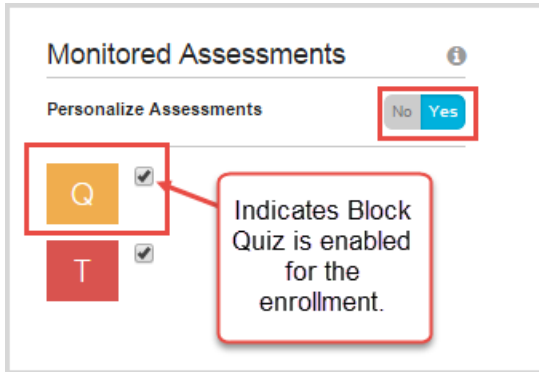 Monitored Assessments
Personalize Assessments
No Yes
Q
T
Indicates Block
Quiz is enabled
for the
enrollment.